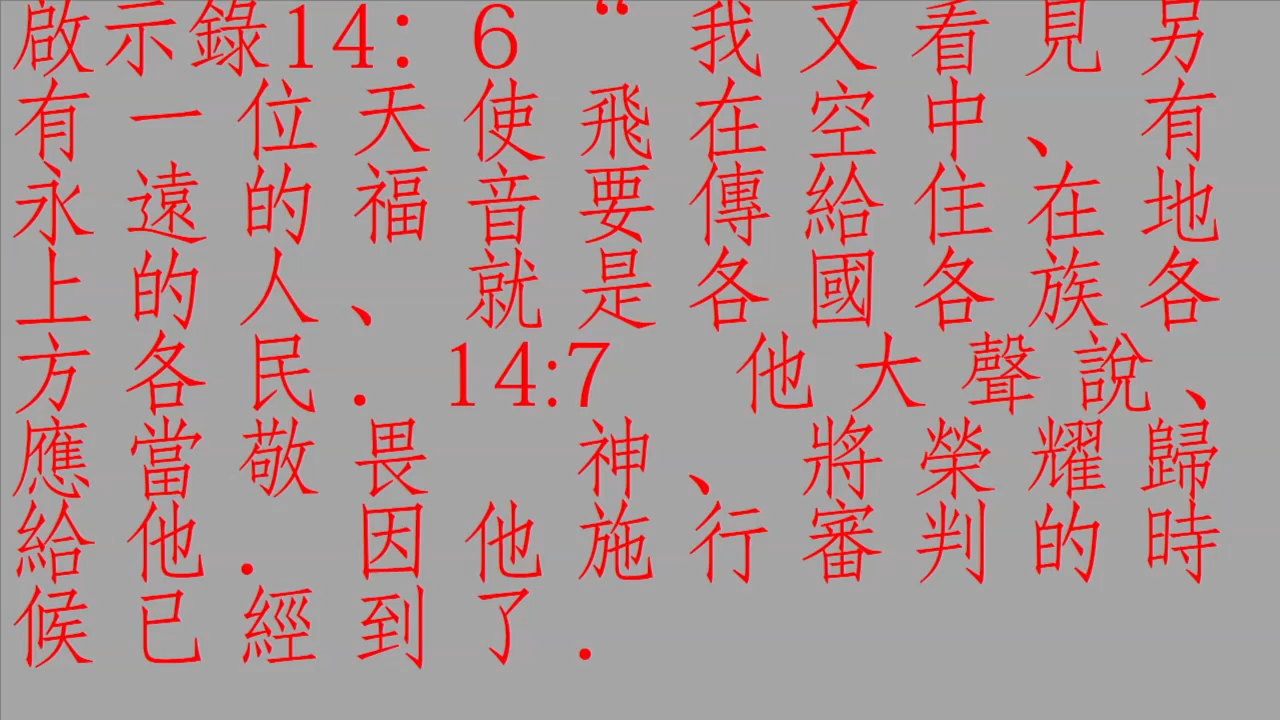 啟示錄14: 6 “ 我又看見另
有一位天使飛在空中、有
永遠的福音要傳給住在地
上的人、就是各國各族各
方各民. 14:7 他大聲說、
應當敬畏 神、將榮耀歸
給他. 因他施行審判的時
候已經到了.